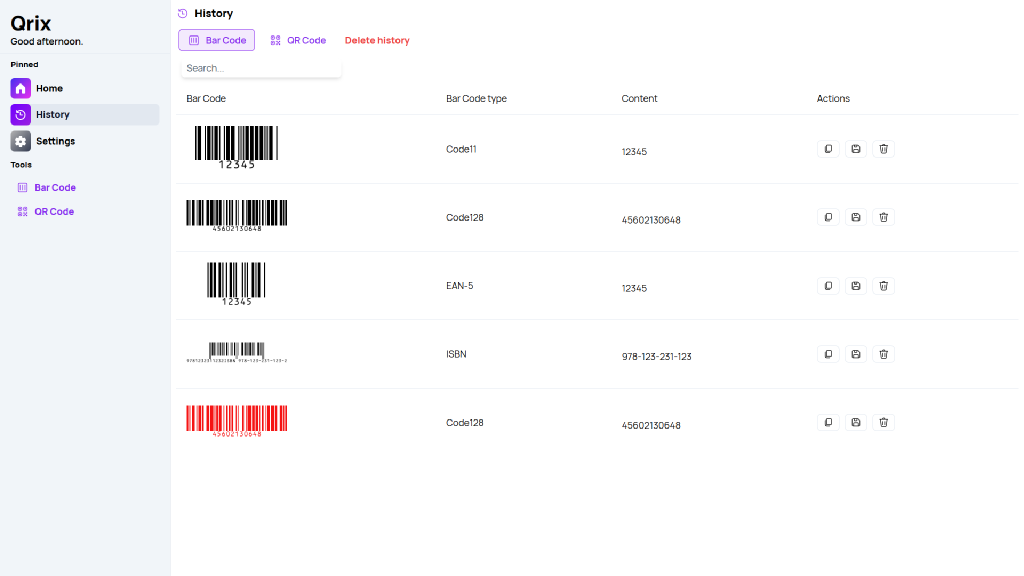 Qrix
Good afternoon.
Pinned
Home
History
Settings
Tools
Bar Code
QR Code
History
Bar Code QR Code Delete history
Search...
Bar Code Bar Code type Content Actions
12345 Code11 12345
45602130648 Code128 45602130648
12345 EAN-5 12345
ISBN 978-123-231-123
45602130648 Code128 45602130648